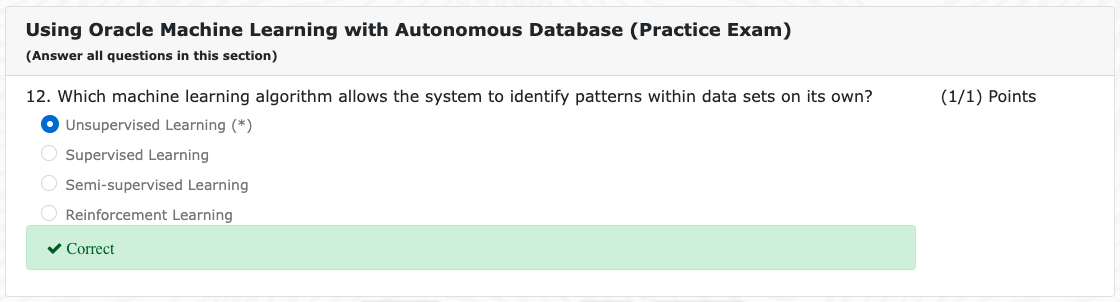 Using Oracle Machine Learning with Autonomous Database (Practice Exam)
(Answer all questions in this section)
12. Which machine learning algorithm allows the system to identify patterns within data sets on its own? (1/1) Points
Unsupervised Learning (*)
Supervised Learning
Semi-supervised Learning
Reinforcement Learning
Correct